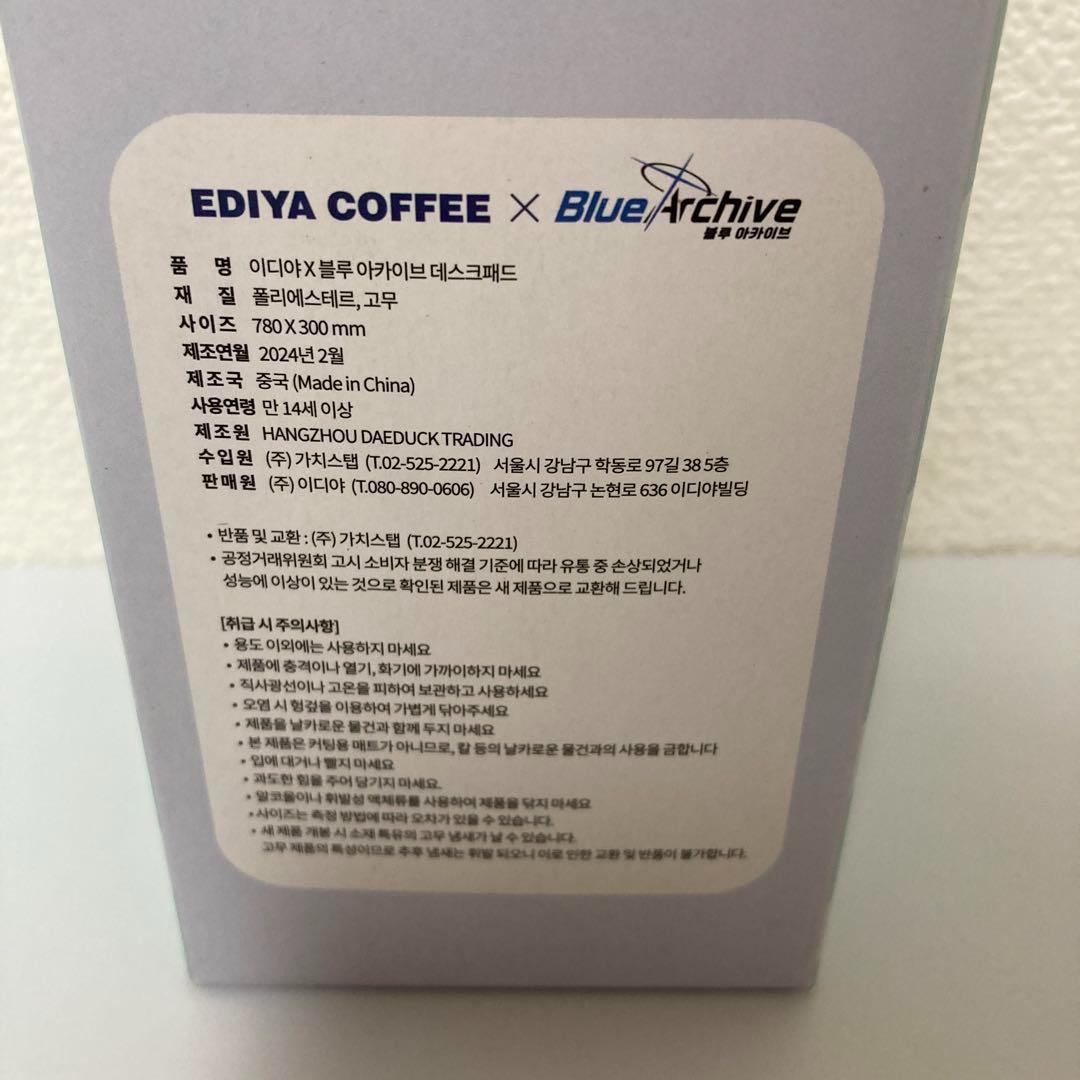 EDIYA COFFEE × Blue Archive
블루 아카이브
품 명 이디야 X 블루 아카이브 데스크패드
재 질 폴리에스테르, 고무
사이즈 780 X 300 mm
제조연월 2024년 2월
제조국 중국 (Made in China)
사용연령 만 14세 이상
제조원 HANGZHOU DAEDUCK TRADING
수입원 (주) 가치스탭 (T.02-525-2221) 서울시 강남구 학동로 97길 38 5층
판매원 (주) 이디야 (T.080-890-0606) 서울시 강남구 논현로 636 이디야빌딩
• 반품 및 교환 : (주) 가치스탭 (T.02-525-2221)
• 공정거래위원회 고시 소비자 분쟁 해결 기준에 따라 유통 중 손상되었거나
성능에 이상이 있는 것으로 확인된 제품은 새 제품으로 교환해 드립니다.
[취급 시 주의사항]
• 용도 이외에는 사용하지 마세요
• 제품에 충격이나 열기, 화기에 가까이하지 마세요
• 직사광선이나 고온을 피하여 보관하고 사용하세요
• 오염 시 헝겊을 이용하여 가볍게 닦아주세요
• 제품을 날카로운 물건과 함께 두지 마세요
• 본 제품은 커팅용 매트가 아니므로, 칼 등의 날카로운 물건과의 사용을 금합니다
• 입에 대거나 빨지 마세요
• 과도한 힘을 주어 당기지 마세요.
• 알코올이나 휘발성 액체류를 사용하여 제품을 닦지 마세요
• 사이즈는 측정 방법에 따라 오차가 있을 수 있습니다.
• 새 제품 개봉 시 소재 특유의 고무 냄새가 날 수 있습니다.
고무 제품의 특성이므로 추후 냄새는 휘발 되오니 이로 인한 교환 및 반품이 불가합니다.